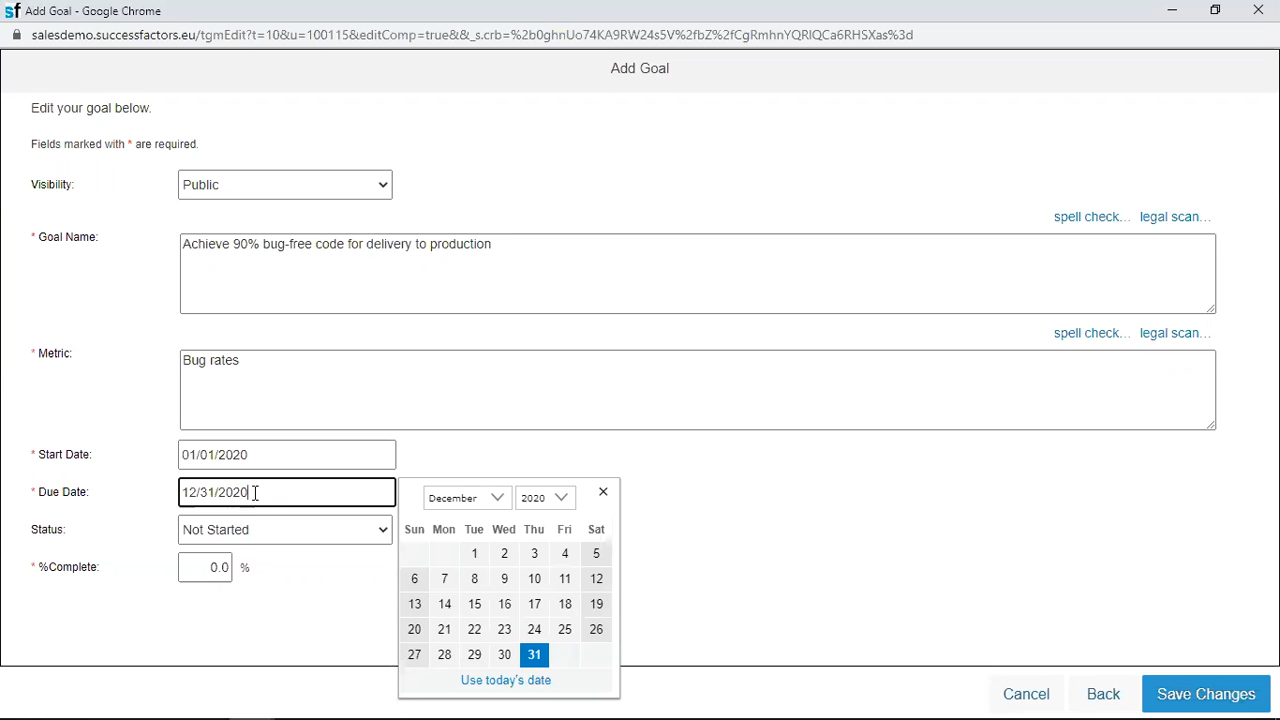 sf Add Goal - Google Chrome
salesdemo.successfactors.eu/tgmEdit?t=10&u=100115&editComp=true&&_s.crb=%2b0ghnUo74KA9RW24s5V%2fbZ%2fCgRmhnYQRIQCa6RHSXas%3d
Add Goal
Edit your goal below.
Fields marked with * are required.
Visibility: Public
spell check... legal scan...
* Goal Name: Achieve 90% bug-free code for delivery to production
spell check... legal scan...
* Metric: Bug rates
* Start Date: 01/01/2020
* Due Date: 12/31/2020
December 2020
Status: Not Started
Sun Mon Tue Wed Thu Fri Sat
1 2 3 4 5
* %Complete: 0.0 %
6 7 8 9 10 11 12
13 14 15 16 17 18 19
20 21 22 23 24 25 26
27 28 29 30 31
Use today's date
Cancel Back Save Changes